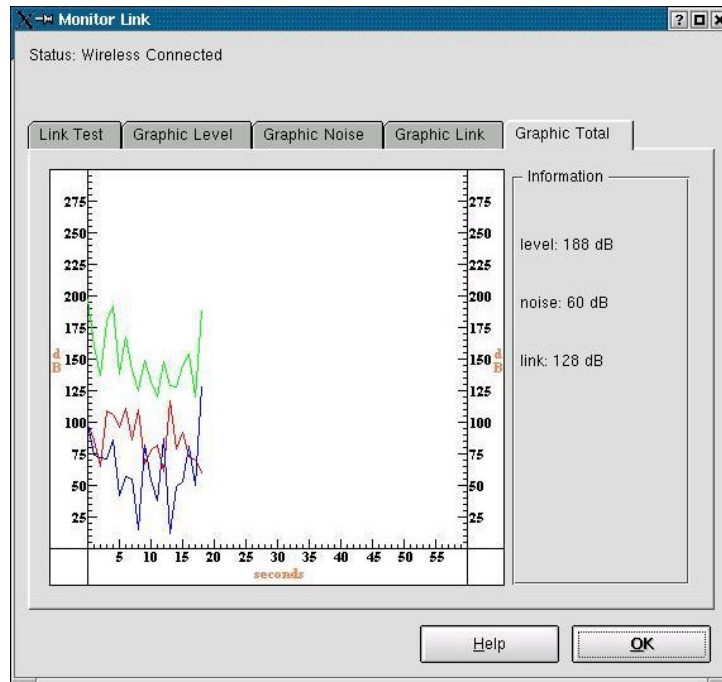 Monitor Link
Status: Wireless Connected
Link Test Graphic Level Graphic Noise Graphic Link Graphic Total
Information
275 275
250 250
225 225
200 200
175 175
150 150
125 125
100 100
75 75
50 50
25 25
dB dB
5 10 15 20 25 30 35 40 45 50 55
seconds
level: 188 dB
noise: 60 dB
link: 128 dB
Help OK